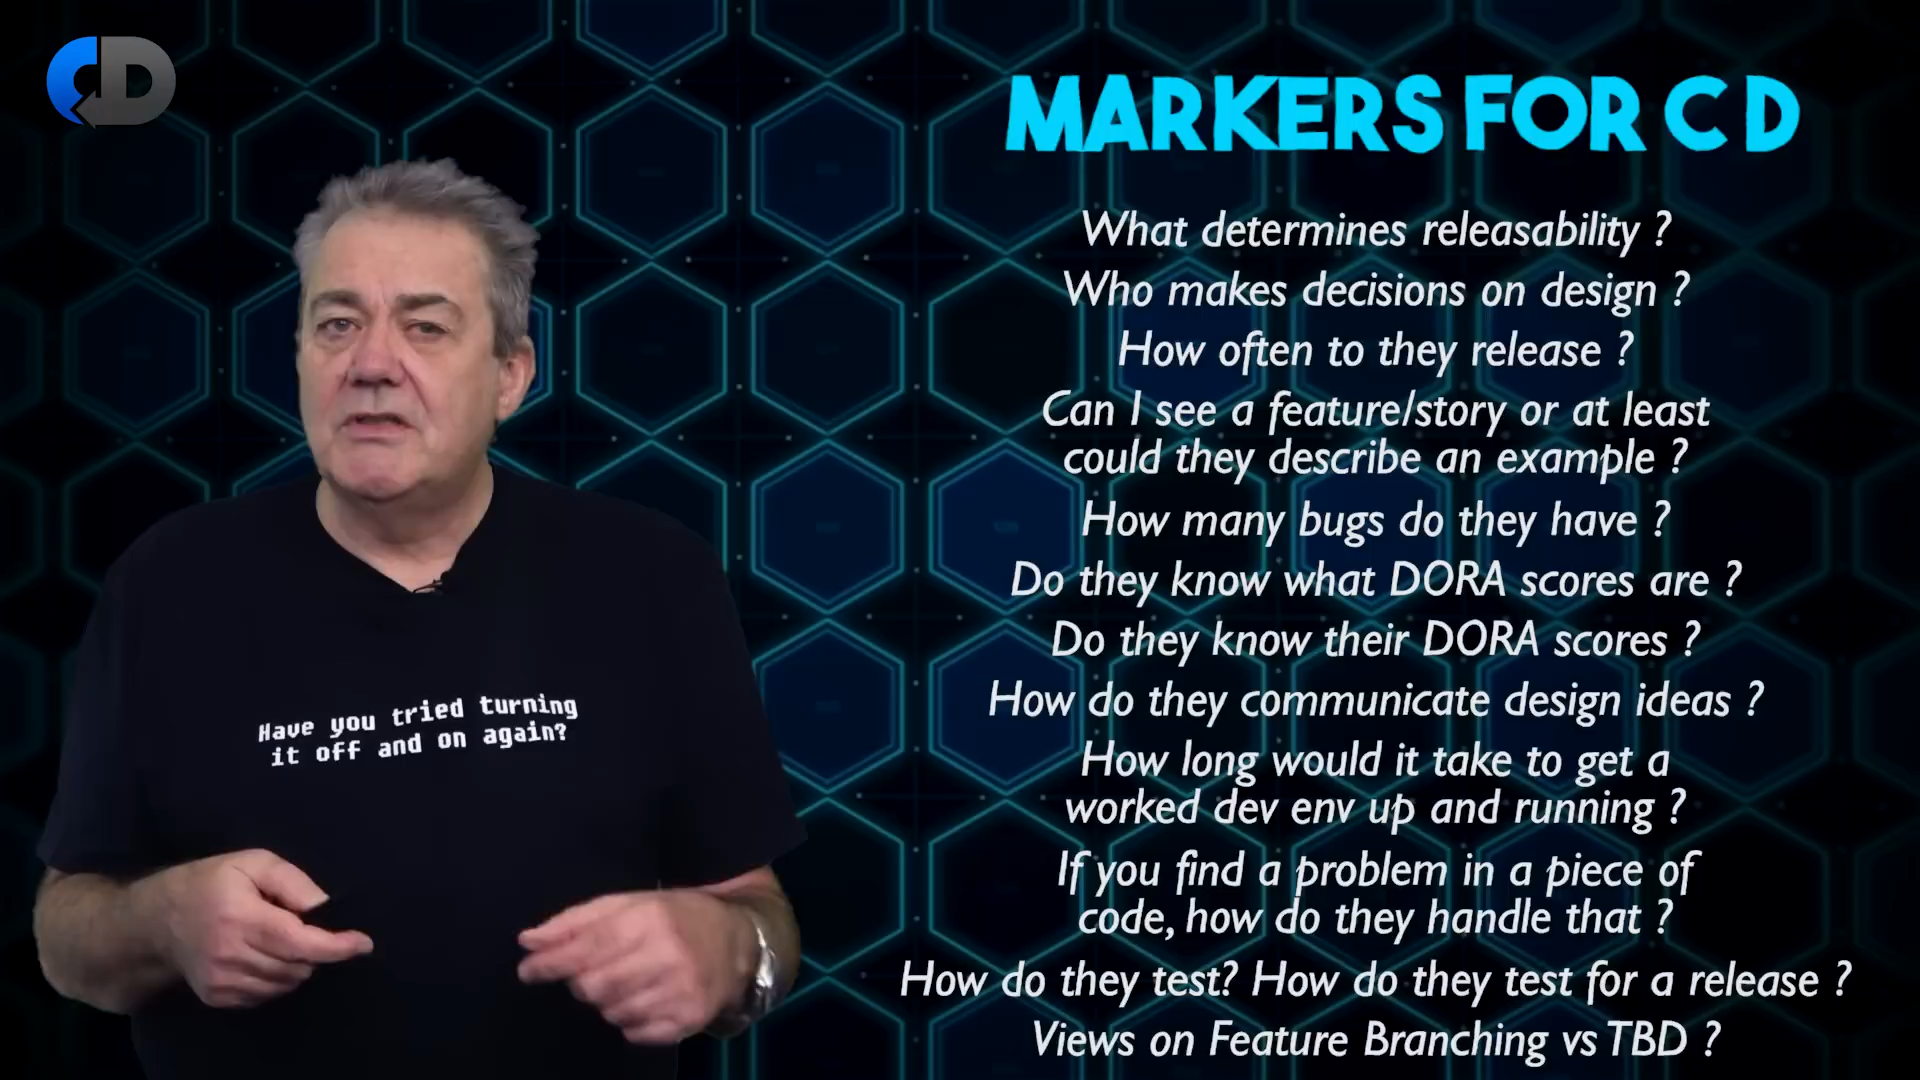 CD
MARKERS FOR CD
What determines releasability ?
Who makes decisions on design ?
How often to they release ?
Can I see a feature/story or at least
could they describe an example ?
How many bugs do they have ?
Do they know what DORA scores are ?
Do they know their DORA scores ?
How do they communicate design ideas ?
How long would it take to get a
worked dev env up and running ?
If you find a problem in a piece of
code, how do they handle that ?
How do they test? How do they test for a release ?
Views on Feature Branching vs TBD ?
Have you tried turning
it off and on again?